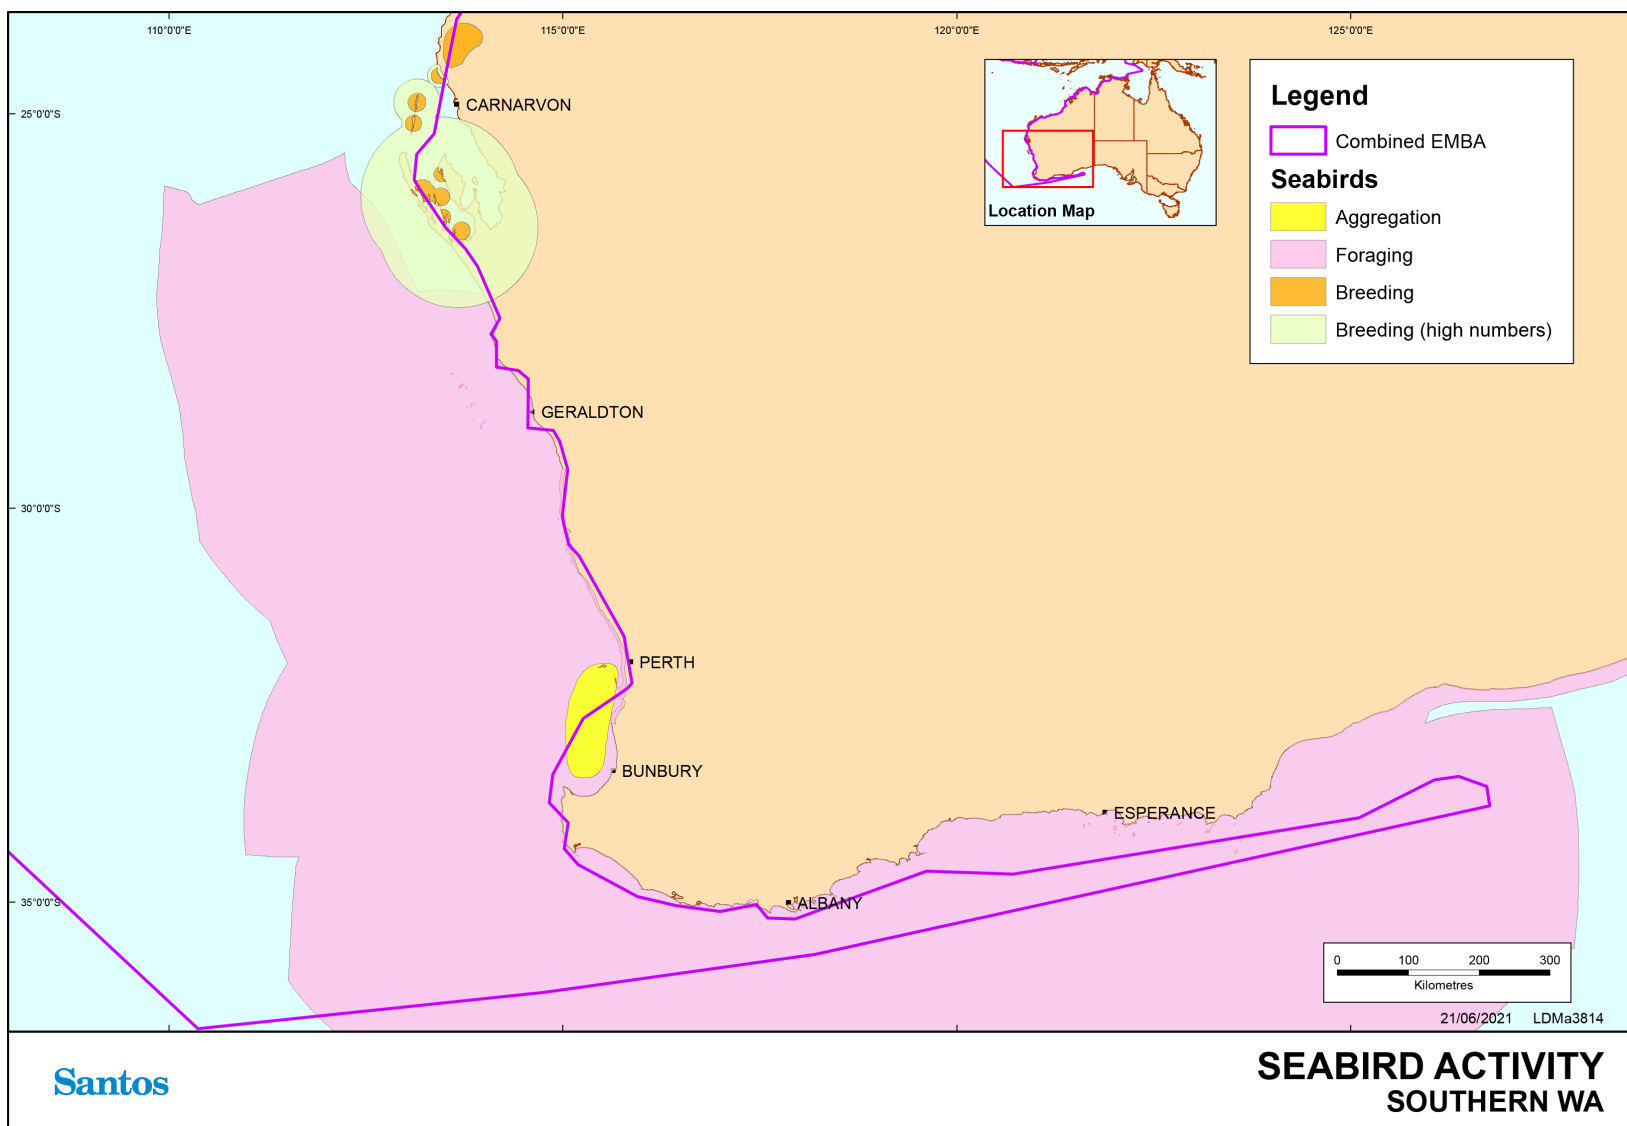 110°0'0"E
115°0'0"E
120°0'0"E
125°0'0"E
25°0'0"S
30°0'0"S
35°0'0"S
CARNARVON
GERALDTON
PERTH
BUNBURY
ESPERANCE
ALBANY
Location Map
Legend
Combined EMBA
Seabirds
Aggregation
Foraging
Breeding
Breeding (high numbers)
0 100 200 300
Kilometres
21/06/2021 LDMa3814
Santos
SEABIRD ACTIVITY
SOUTHERN WA